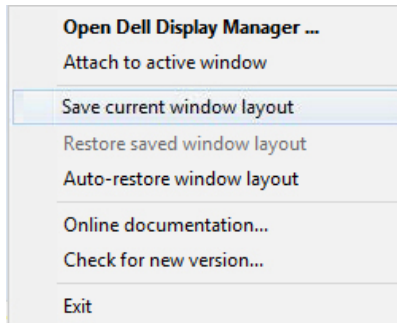 Open Dell Display Manager ...
Attach to active window
Save current window layout
Restore saved window layout
Auto-restore window layout
Online documentation...
Check for new version...
Exit